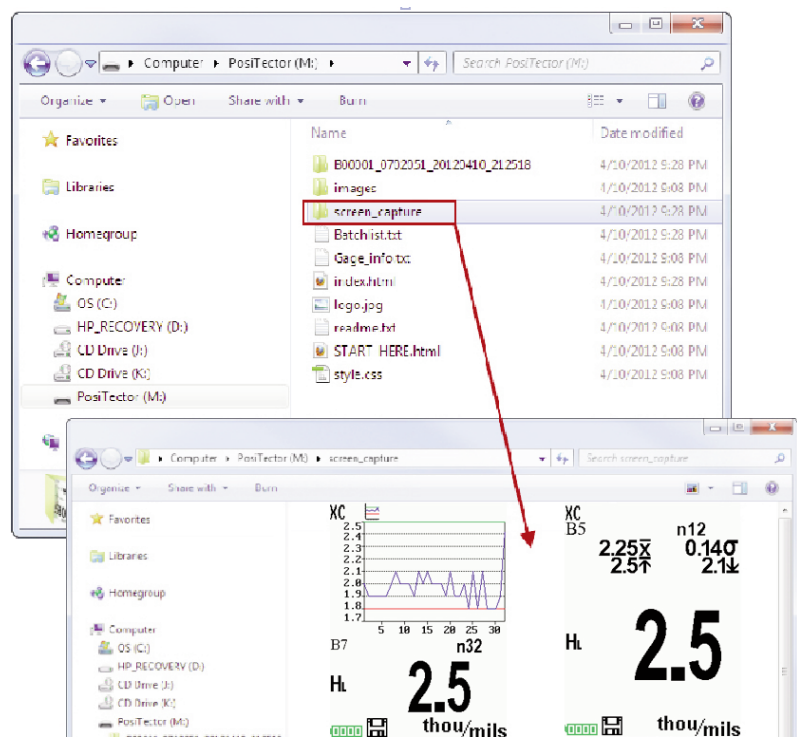 Computer PosiTector (M:) Search PosiTector (M:)
Organize Open Share with Burn
Name Date modified
Favorites
Libraries
Homegroup
Computer
OS (C:)
HP_RECOVERY (D:)
CD Drive (J:)
CD Drive (K:)
PosiTector (M:)
4/10/2012 9:28 PM
images 4/10/2012 9:08 PM
screen_capture 4/10/2012 9:28 PM
Batchlist.txt 4/10/2012 9:28 PM
Gage_info.txt 4/10/2012 9:08 PM
index.html 4/10/2012 9:28 PM
logo.jpg 4/10/2012 9:08 PM
readme.txt 4/10/2012 9:08 PM
START_HERE.html 4/10/2012 9:08 PM
style.css 4/10/2012 9:08 PM
Computer PosiTector (M:) screen_capture Search screen_capture
Organize Share with Burn
Favorites
Libraries
Homegroup
Computer
OS (C:)
HP_RECOVERY (D:)
CD Drive (J:)
CD Drive (K:)
PosiTector (M:)
XC
2.5
2.4
2.3
2.2
2.1
2.0
1.9
1.8
1.7
5 10 15 20 25 30
B7 n32
Hi 2.5
thou/mils
XC
B5 n12
2.25x̄ 0.14σ
2.5↑ 2.1↓
Hi 2.5
thou/mils